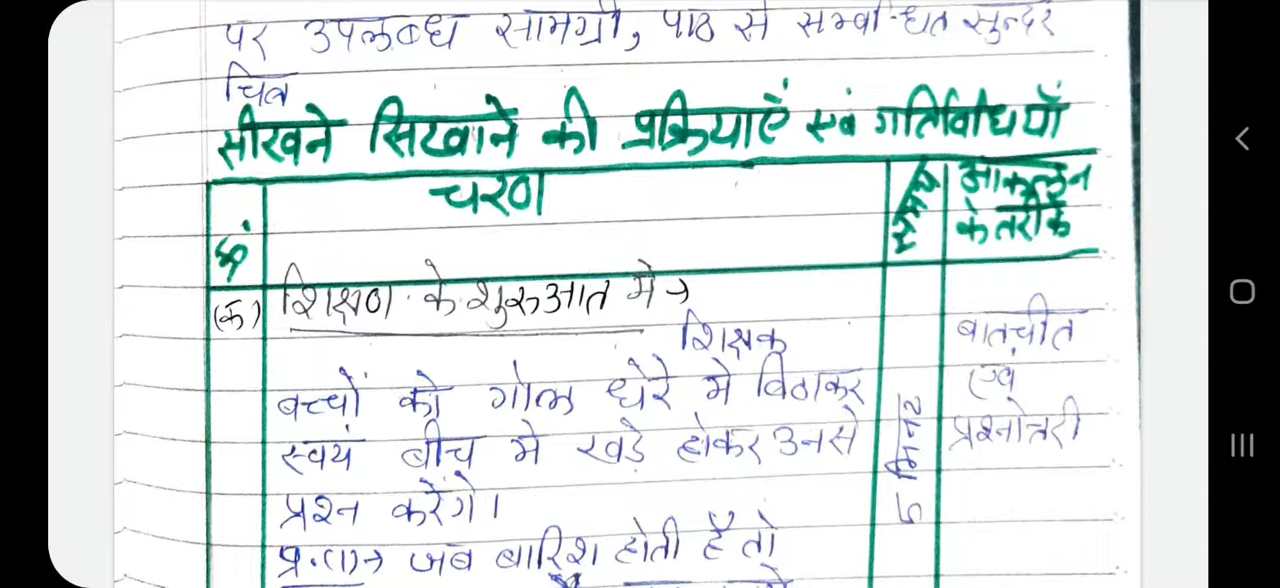 पर उपलब्ध सामग्री, पाठ से सम्बन्धित सुन्दर
चित्र
सीखने सिखाने की प्रक्रियाएँ एवं गतिविधियाँ
क्रं चरण समय आकलन
के तरीके
(क) शिक्षण के शुरुआत मे →
शिक्षक
बच्चों को गोल घेरे मे बिठाकर
स्वयं बीच मे खड़े होकर उनसे
प्रश्न करेंगे।
प्र.(1)→ जब बारिश होती है तो
5 मिनट
बातचीत
एवं
प्रश्नोत्तरी